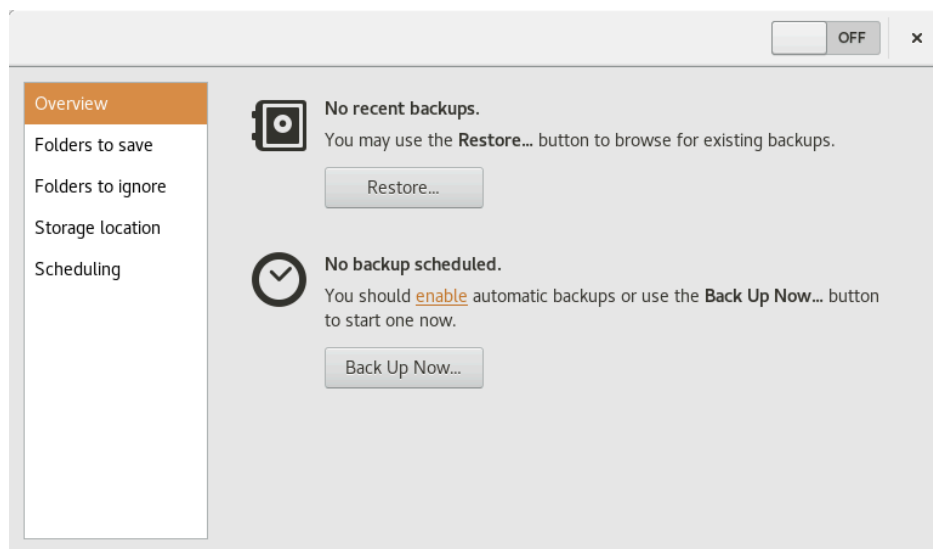 OFF ×
Overview
Folders to save
Folders to ignore
Storage location
Scheduling
No recent backups.
You may use the Restore... button to browse for existing backups.
Restore...
No backup scheduled.
You should enable automatic backups or use the Back Up Now... button
to start one now.
Back Up Now...